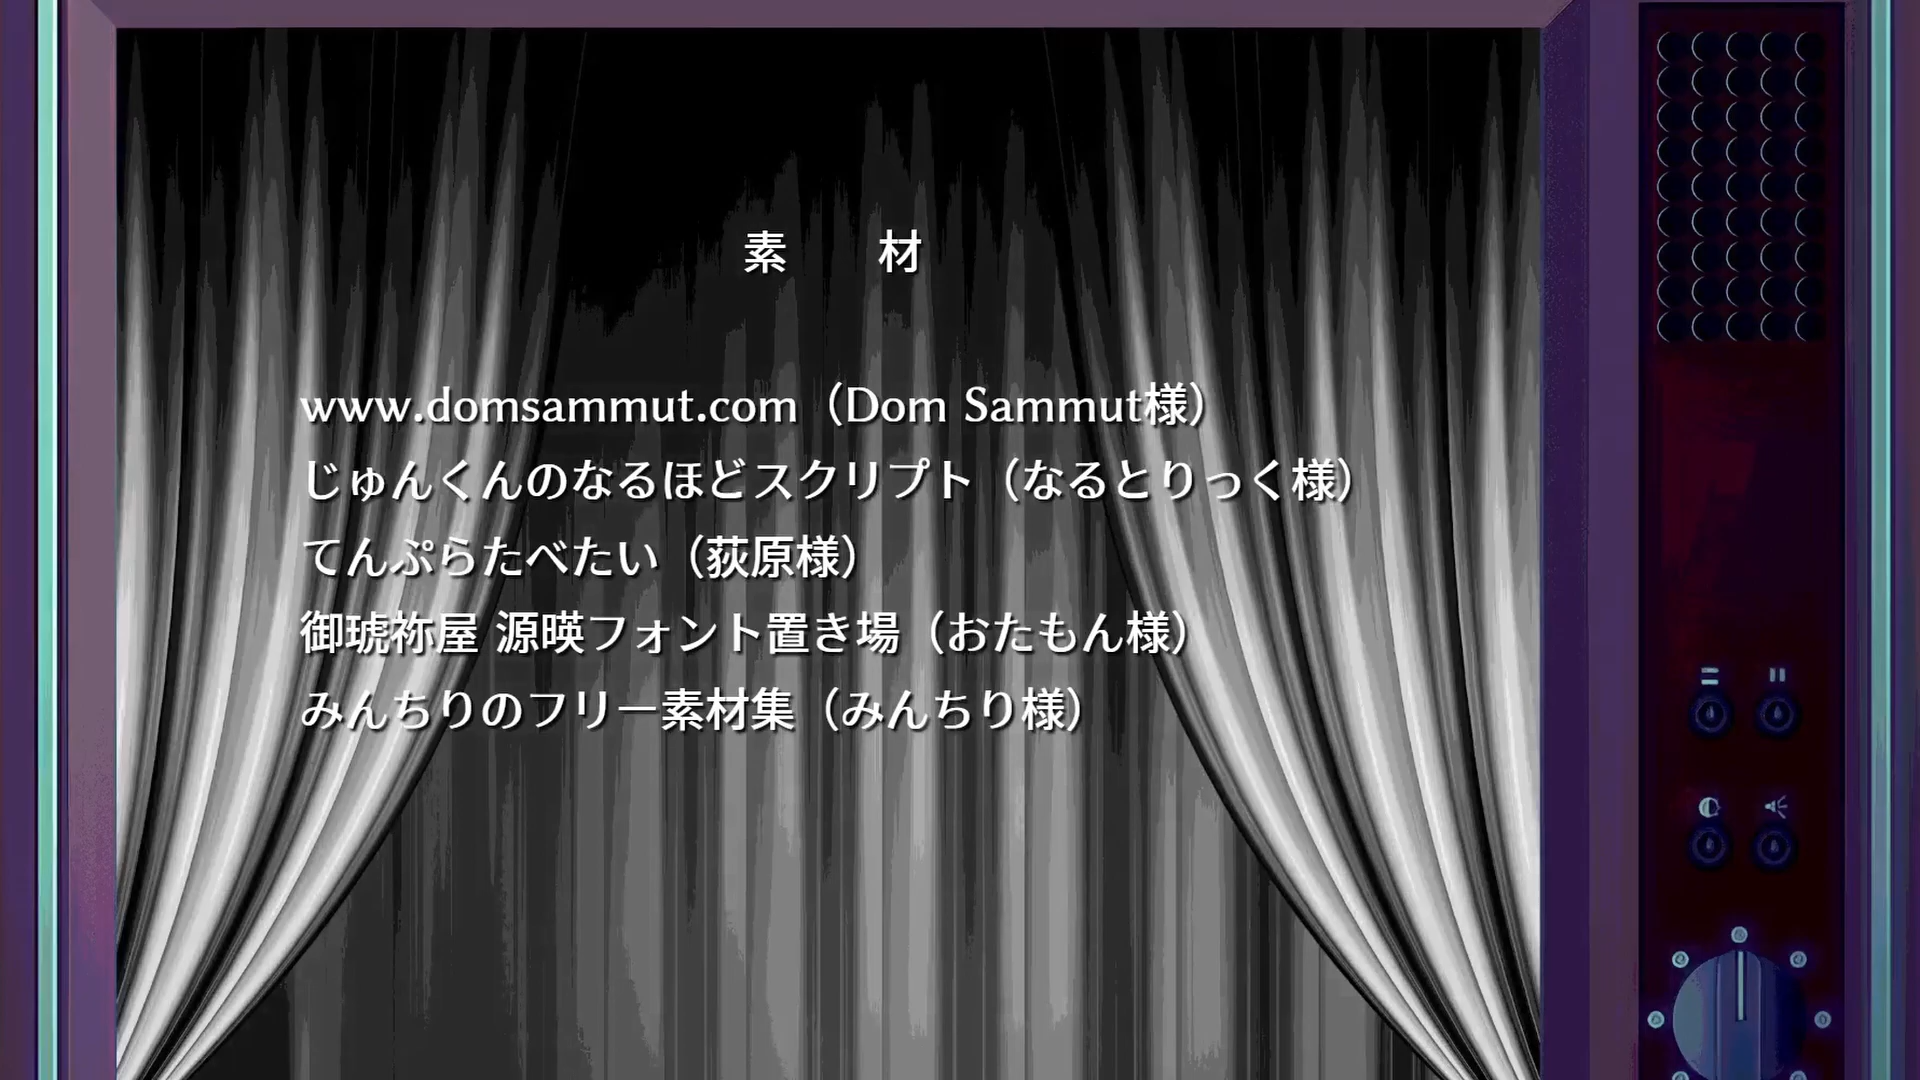 素　材
www.domsammut.com（Dom Sammut様）
じゅんくんのなるほどスクリプト（なるとりっく様）
てんぷらたべたい（荻原様）
御琥祢屋 源暎フォント置き場（おたもん様）
みんちりのフリー素材集（みんちり様）